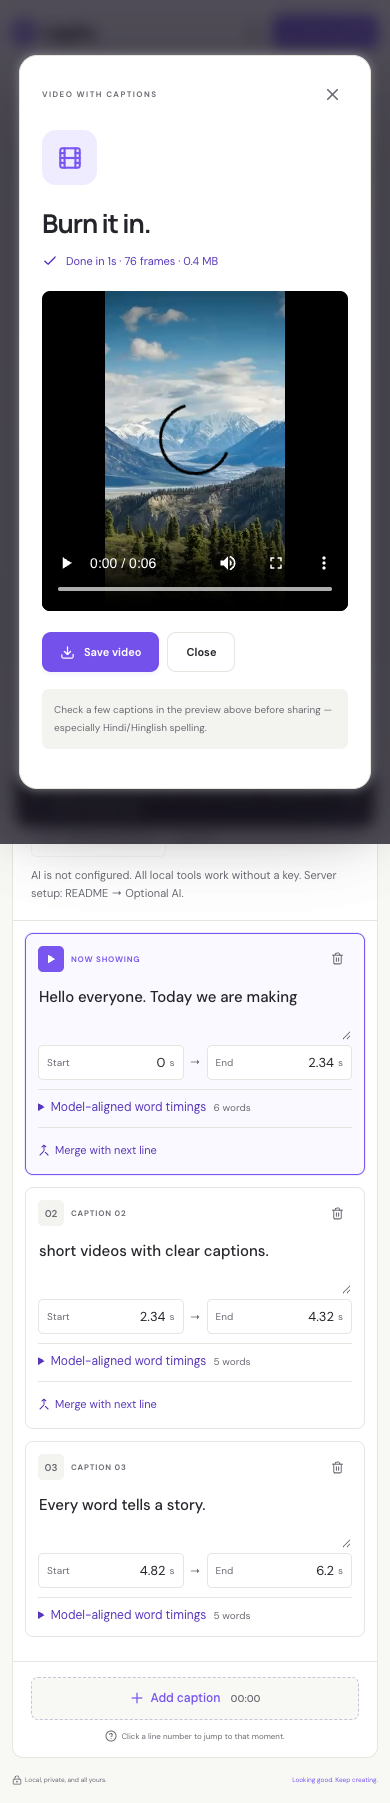 VIDEO WITH CAPTIONS
Burn it in.
Done in 1s · 76 frames · 0.4 MB
0:00 / 0:06
Save video
Close
Check a few captions in the preview above before sharing —
especially Hindi/Hinglish spelling.
AI is not configured. All local tools work without a key. Server
setup: README → Optional AI.
NOW SHOWING
Hello everyone. Today we are making
Start 0 s → End 2.34 s
Model-aligned word timings 6 words
Merge with next line
02 CAPTION 02
short videos with clear captions.
Start 2.34 s → End 4.32 s
Model-aligned word timings 5 words
Merge with next line
03 CAPTION 03
Every word tells a story.
Start 4.82 s → End 6.2 s
Model-aligned word timings 5 words
Add caption 00:00
Click a line number to jump to that moment.
Local, private, and all yours.
Looking good. Keep creating.